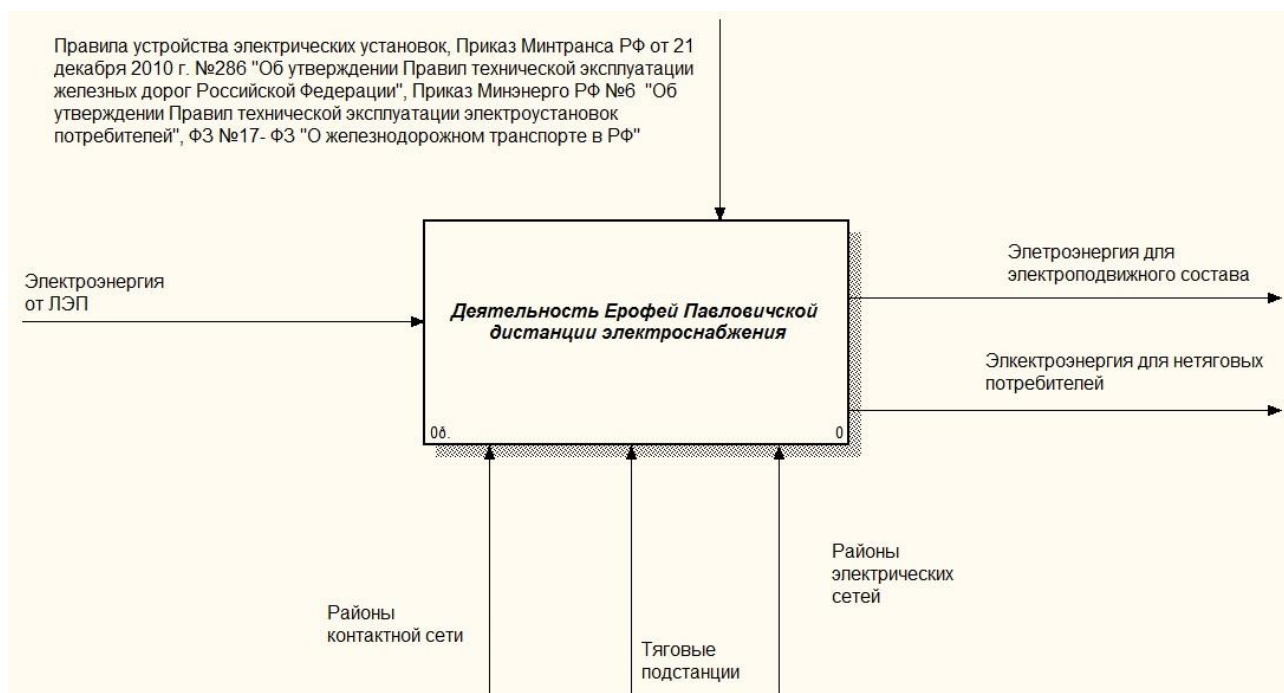 Правила устройства электрических установок, Приказ Минтранса РФ от 21
декабря 2010 г. №286 "Об утверждении Правил технической эксплуатации
железных дорог Российской Федерации", Приказ Минэнерго РФ №6 "Об
утверждении Правил технической эксплуатации электроустановок
потребителей", ФЗ №17- ФЗ "О железнодорожном транспорте в РФ"
Электроэнергия
от ЛЭП
Деятельность Ерофей Павловичской
дистанции электроснабжения
0ð.
0
Элетроэнергия для
электроподвижного состава
Элкектроэнергия для нетяговых
потребителей
Районы
контактной сети
Тяговые
подстанции
Районы
электрических
сетей